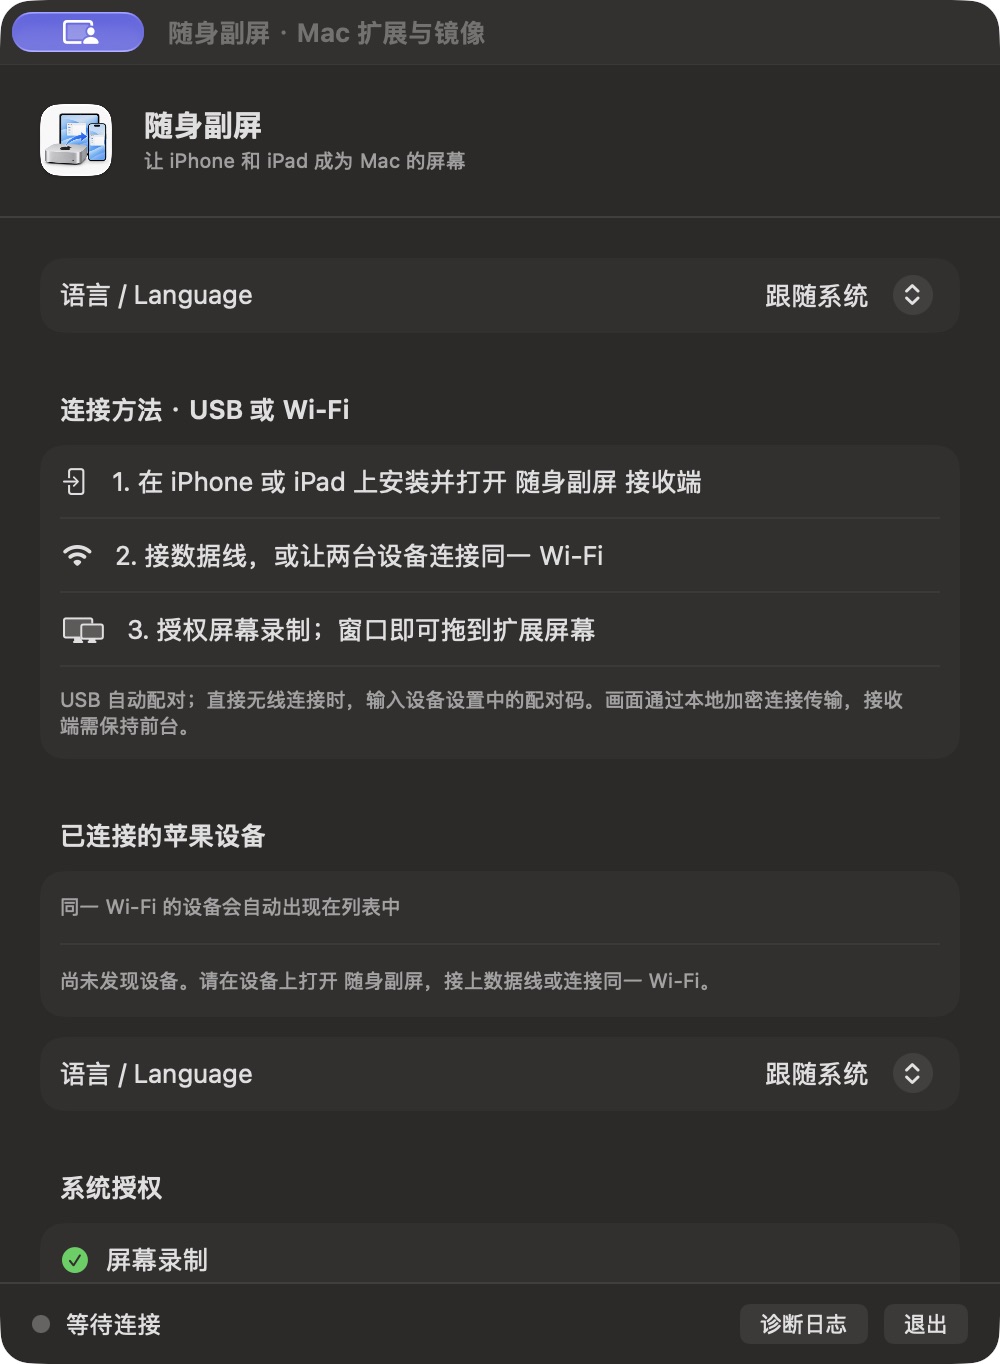 随身副屏 · Mac 扩展与镜像
随身副屏
让 iPhone 和 iPad 成为 Mac 的屏幕
语言 / Language
跟随系统
连接方法 · USB 或 Wi-Fi
1. 在 iPhone 或 iPad 上安装并打开 随身副屏 接收端
2. 接数据线，或让两台设备连接同一 Wi-Fi
3. 授权屏幕录制；窗口即可拖到扩展屏幕
USB 自动配对；直接无线连接时，输入设备设置中的配对码。画面通过本地加密连接传输，接收
端需保持前台。
已连接的苹果设备
同一 Wi-Fi 的设备会自动出现在列表中
尚未发现设备。请在设备上打开 随身副屏，接上数据线或连接同一 Wi-Fi。
语言 / Language
跟随系统
系统授权
屏幕录制
等待连接
诊断日志
退出